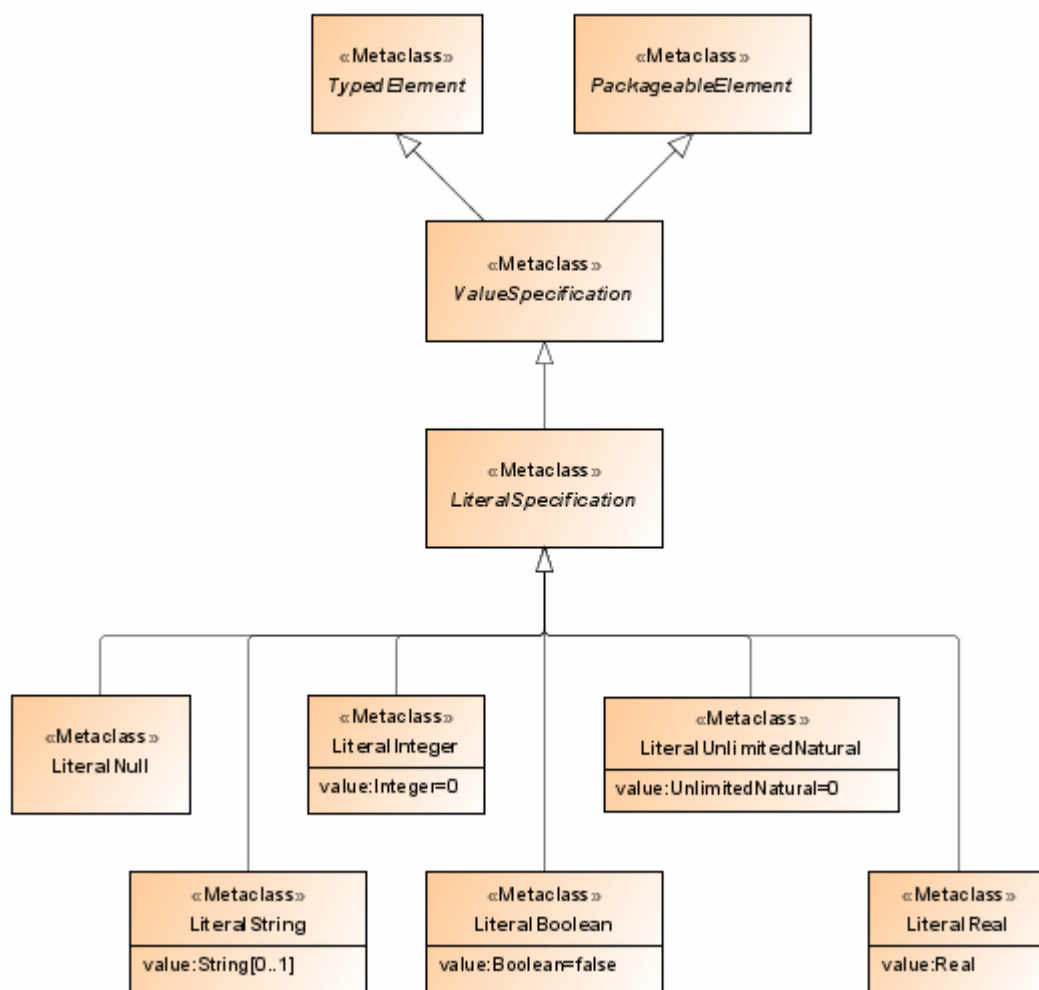 «Metaclass»
TypedElement
«Metaclass»
PackageableElement
«Metaclass»
ValueSpecification
«Metaclass»
LiteralSpecification
«Metaclass»
LiteralNull
«Metaclass»
LiteralInteger
value:Integer=0
«Metaclass»
LiteralUnlimitedNatural
value:UnlimitedNatural=0
«Metaclass»
LiteralString
value:String[0..1]
«Metaclass»
LiteralBoolean
value:Boolean=false
«Metaclass»
LiteralReal
value:Real